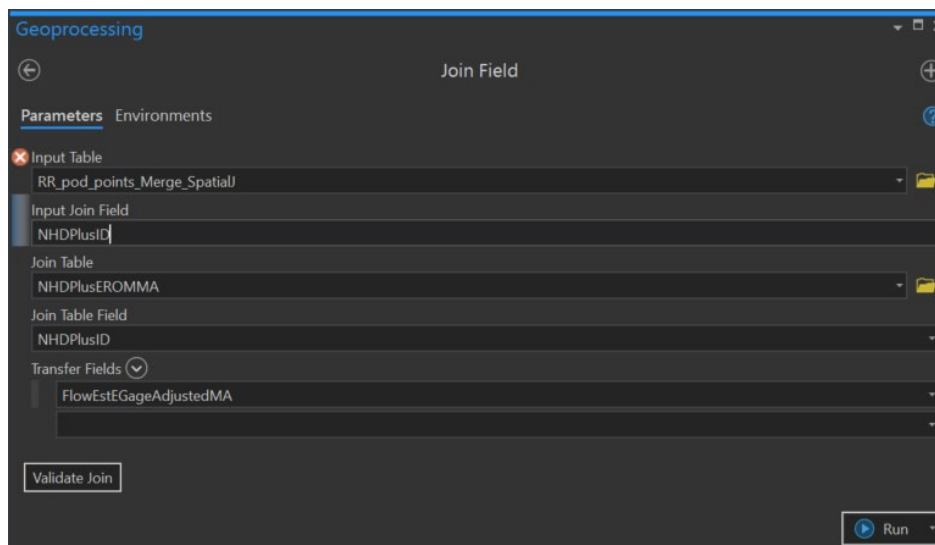 Geoprocessing
Join Field
Parameters Environments
Input Table
RR_pod_points_Merge_SpatialJ
Input Join Field
NHDPlusID
Join Table
NHDPlusEROMMA
Join Table Field
NHDPlusID
Transfer Fields
FlowEstEGageAdjustedMA
Validate Join
Run